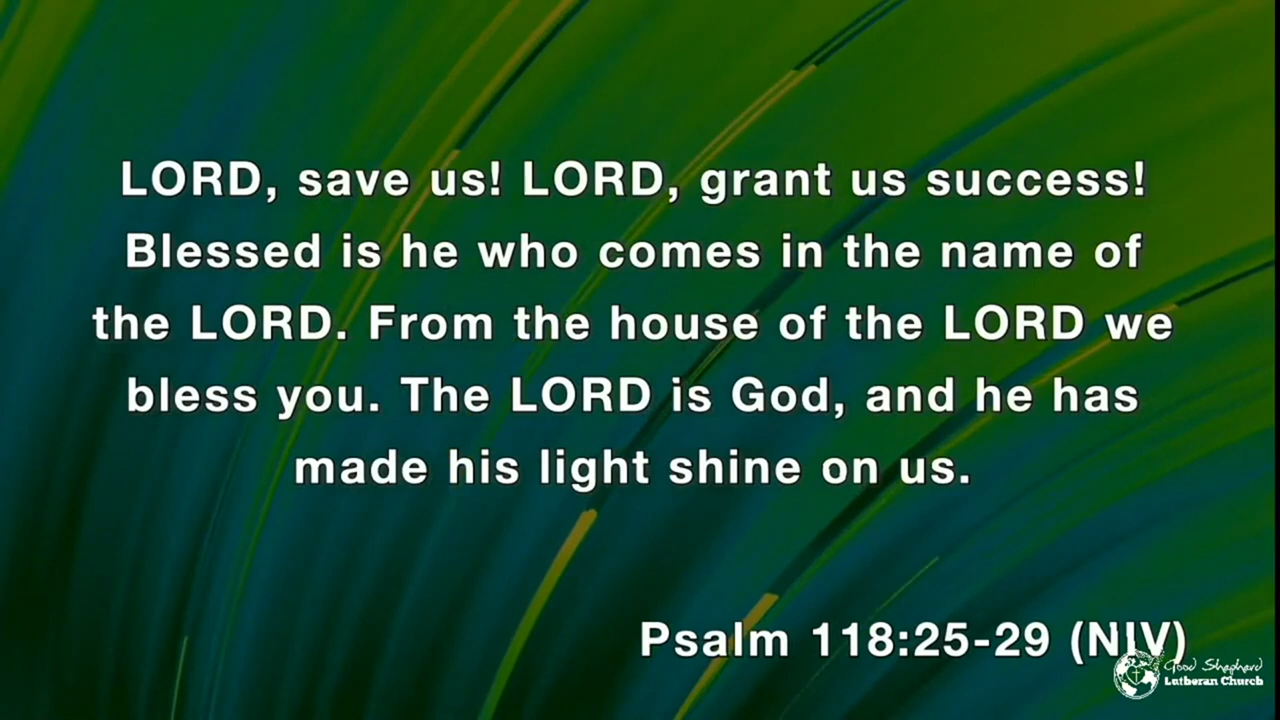 LORD, save us! LORD, grant us success!
Blessed is he who comes in the name of
the LORD. From the house of the LORD we
bless you. The LORD is God, and he has
made his light shine on us.
Psalm 118:25-29 (NIV)
Good Shepherd
Lutheran Church